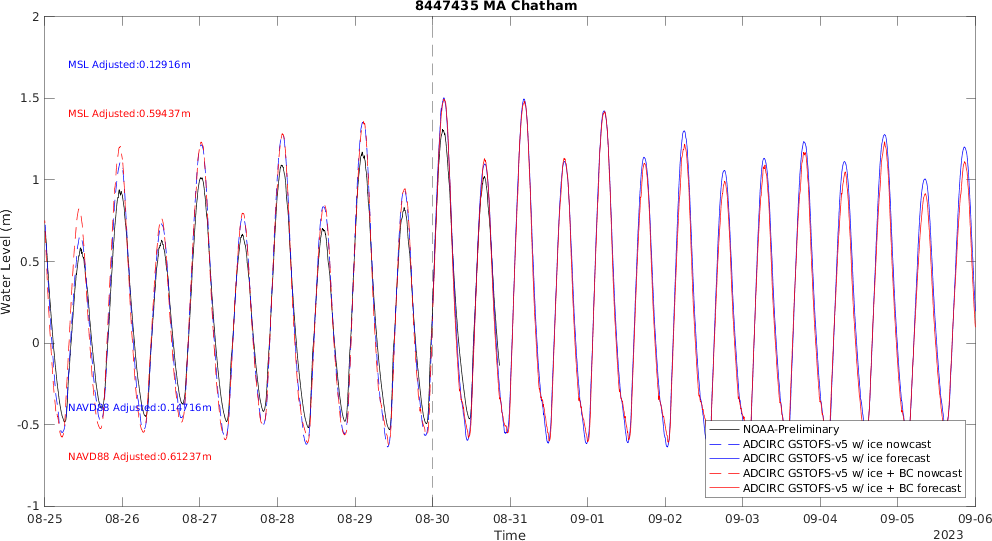 8447435 MA Chatham
2
1.5
1
0.5
0
-0.5
-1
Water Level (m)
MSL Adjusted:0.12916m
MSL Adjusted:0.59437m
NAVD88 Adjusted:0.14716m
NAVD88 Adjusted:0.61237m
NOAA-Preliminary
ADCIRC GSTOFS-v5 w/ ice nowcast
ADCIRC GSTOFS-v5 w/ ice forecast
ADCIRC GSTOFS-v5 w/ ice + BC nowcast
ADCIRC GSTOFS-v5 w/ ice + BC forecast
08-25 08-26 08-27 08-28 08-29 08-30 08-31 09-01 09-02 09-03 09-04 09-05 09-06
Time
2023